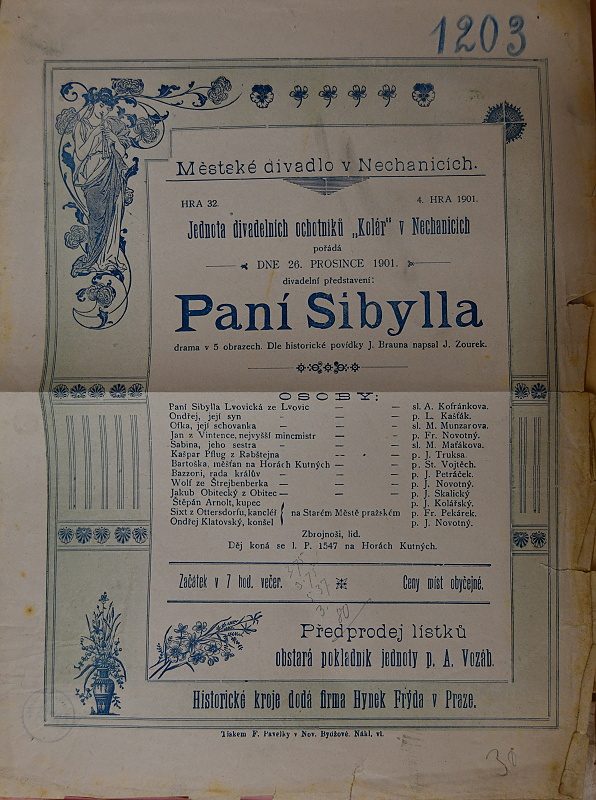 1203
Městské divadlo v Nechanicích.
HRA 32. 4. HRA 1901.
Jednota divadelních ochotníků „Kolár" v Nechanicích
pořádá
DNE 26. PROSINCE 1901.
divadelní představení:
Paní Sibylla
drama v 5 obrazech. Dle historické povídky J. Brauna napsal J. Zourek.
OSOBY:
Paní Sibylla Lvovická ze Lvovic — — sl. A. Kofránkova.
Ondřej, její syn — — p. L. Kašťák.
Ofka, její schovanka — — sl. M. Munzarova.
Jan z Vintence, nejvyšší mincmistr — — p. Fr. Novotný.
Sabina, jeho sestra — — sl. M. Maťákova.
Kašpar Pflug z Rabštejna — — p. J. Truksa.
Bartoška, měšťan na Horách Kutných — — p. St. Vojtěch.
Bazzoni, rada králův — — p. J. Petráček.
Wolf ze Štrejbenberka — — p. J. Novotný.
Jakub Obitecký z Obitec — — p. J. Skalický
Štěpán Arnolt, kupec p. J. Kolářský.
Sixt z Ottersdorfu, kancléř na Starém Městě pražském p. Fr. Pekárek.
Ondřej Klatovský, konšel p. J. Novotný.
Zbrojnoši, lid.
Děj koná se l. P. 1547 na Horách Kutných.
Začátek v 7 hod. večer. Ceny míst obyčejné.
Předprodej lístků
obstará pokladník jednoty p. A. Vozáb.
Historické kroje dodá firma Hynek Frýda v Praze.
Tiskem F. Pavelky v Nov. Bydžově. Nákl. vl.